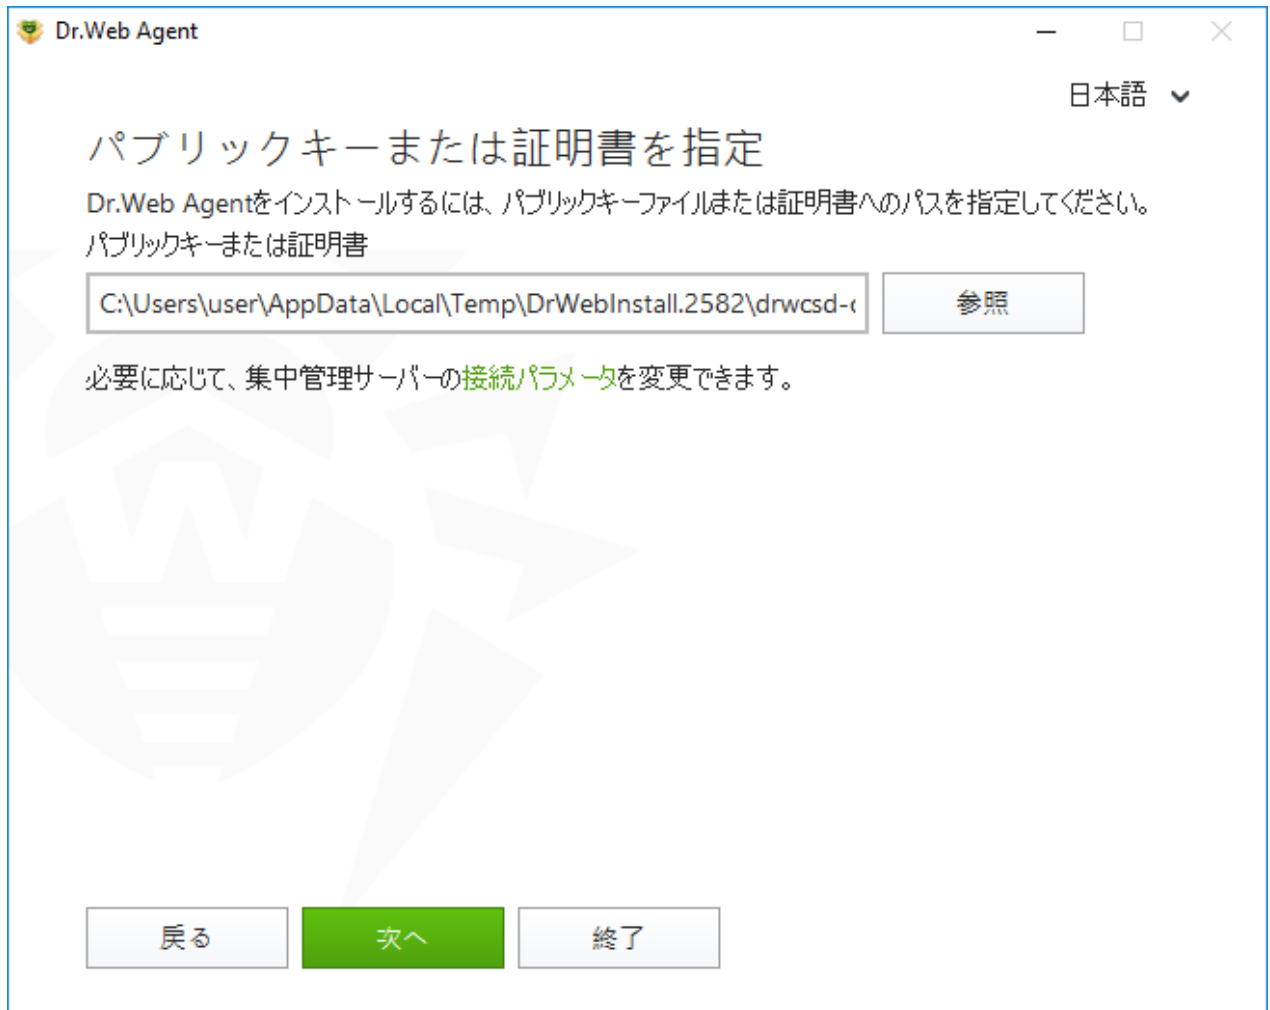 Dr.Web Agent
日本語
パブリックキーまたは証明書を指定
Dr.Web Agentをインストールするには、パブリックキーファイルまたは証明書へのパスを指定してください。
パブリックキーまたは証明書
C:\Users\user\AppData\Local\Temp\DrWebInstall.2582\drwcsd-c
参照
必要に応じて、集中管理サーバーの接続パラメータを変更できます。
戻る
次へ
終了